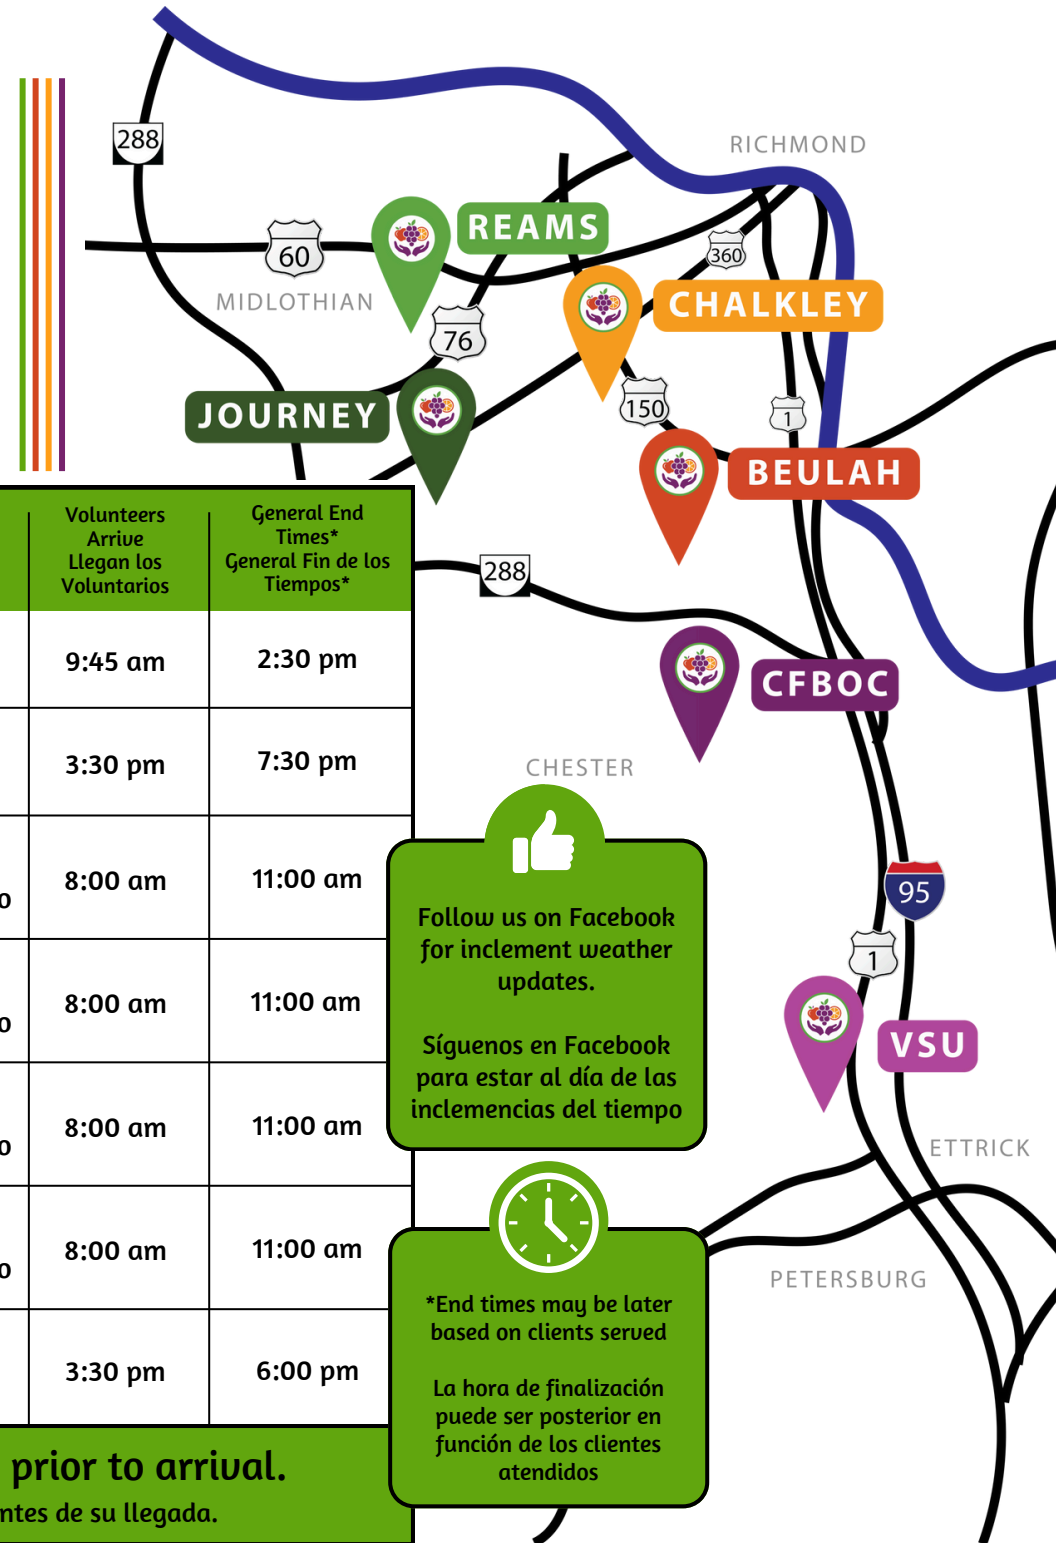 RICHMOND
288
REAMS
60
360
MIDLOTHIAN
CHALKLEY
76
JOURNEY
150
1
BEULAH
Volunteers
Arrive
Llegan los
Voluntarios
General End
Times*
General Fin de los
Tiempos*
288
9:45 am
2:30 pm
CFBOC
3:30 pm
7:30 pm
CHESTER
o
8:00 am
11:00 am
95
Follow us on Facebook
for inclement weather
updates.
Síguenos en Facebook
para estar al día de las
inclemencias del tiempo
1
o
8:00 am
11:00 am
VSU
o
8:00 am
11:00 am
ETTRICK
o
8:00 am
11:00 am
PETERSBURG
*End times may be later
based on clients served
La hora de finalización
puede ser posterior en
función de los clientes
atendidos
3:30 pm
6:00 pm
prior to arrival.
ntes de su llegada.